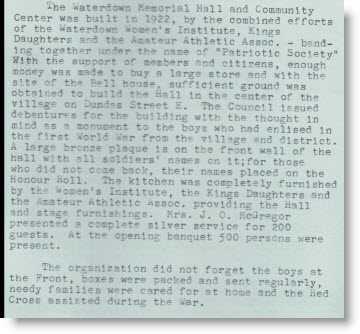 The Waterdown Memorial Hall and Community
Center was built in 1922, by the combined efforts
of the Waterdown Women's Institute, Kings
Daughters and the Amateur Athletic Assoc. - band-
ing together under the name of "Patriotic Society"
With the support of members and citizens, enough
money was made to buy a large store and with the
site of the Bell house, sufficient ground was
obtained to build the Hall in the center of the
village on Dundas Street E. The Council issued
debentures for the building with the thought in
mind as a monument to the boys who had enlised in
the first World War from the village and district.
A large bronze plaque is on the front wall of the
hall with all soldiers' names on it;for those
who did not come back, their names placed on the
Honour Roll. The kitchen was completely furnished
by the Women's Institute, the Kings Daughters and
the Amateur Athletic Assoc. providing the Hall
and stage furnishings. Mrs. J. O. McGregor
presented a complete silver service for 200
guests. At the opening banquet 500 persons were
present.
The organization did not forget the boys at
the Front, boxes were packed and sent regularly,
needy families were cared for at home and the Red
Cross assisted during the War.